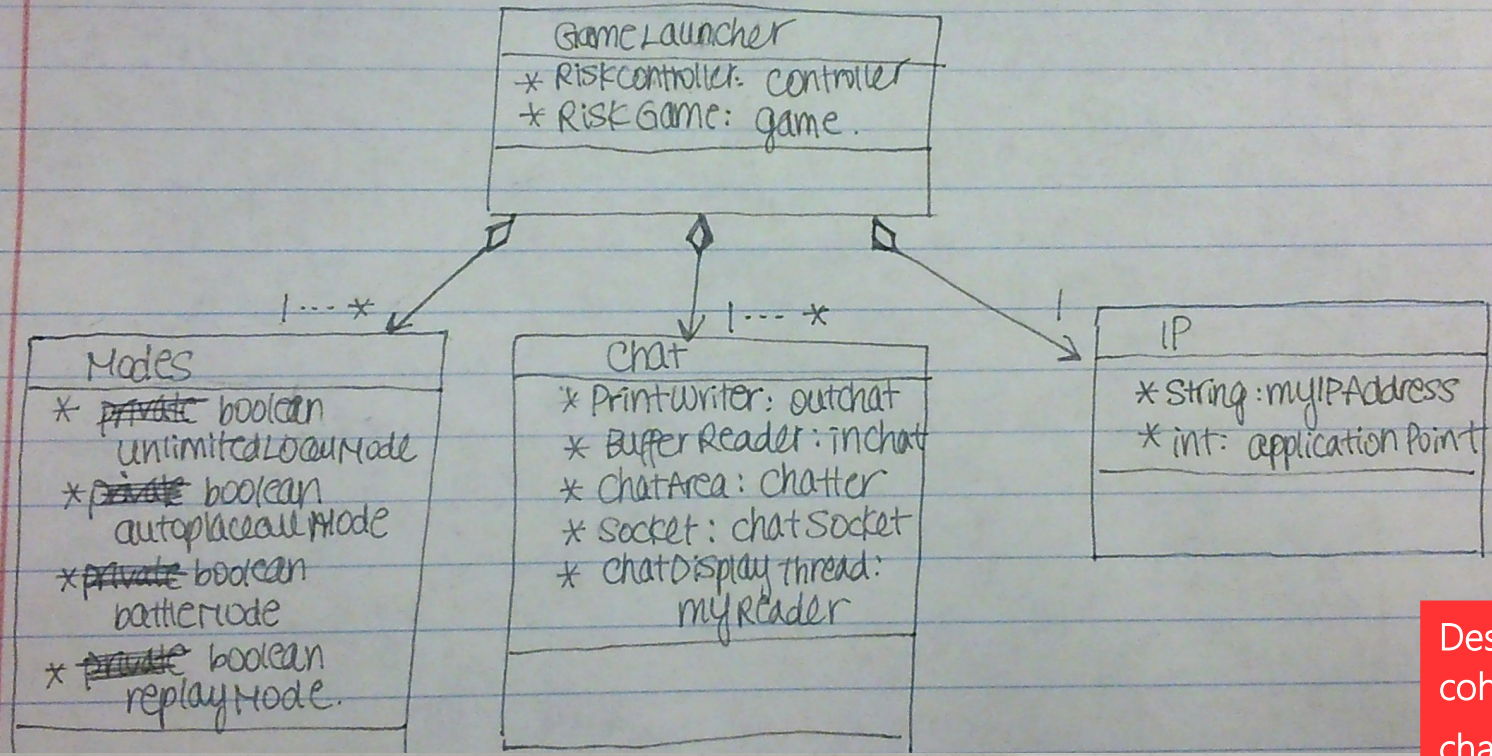 GameLauncher
* RiskController: controller
* RiskGame: game.
1---*
1--- *
1
Modes
* private boolean
unlimitedLocalMode
* private boolean
autoplaceallMode
* private boolean
battleMode
* private boolean
replayMode.
Chat
* PrintWriter: outchat
* BufferReader: inchat
* ChatArea: chatter
* Socket: chatSocket
* ChatDisplayThread:
myReader
IP
* String: myIPAddress
* int: applicationPoint
Des
coh
cha